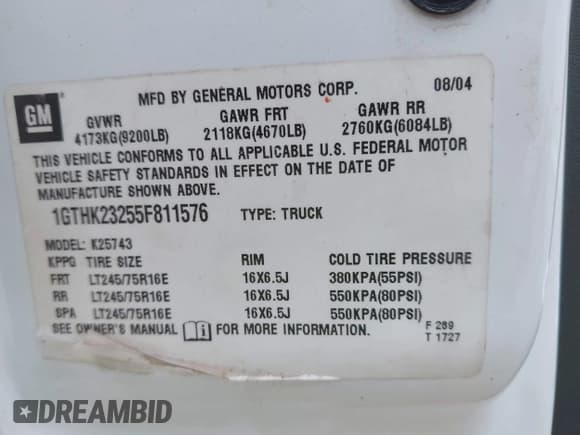 GM
MFD BY GENERAL MOTORS CORP. 08/04
GVWR GAWR FRT GAWR RR
4173KG(9200LB) 2118KG(4670LB) 2760KG(6084LB)
THIS VEHICLE CONFORMS TO ALL APPLICABLE U.S. FEDERAL MOTOR
VEHICLE SAFETY STANDARDS IN EFFECT ON THE DATE OF
MANUFACTURE SHOWN ABOVE.
1GTHK23255F811576 TYPE: TRUCK
MODEL: K25743
KPPG TIRE SIZE RIM COLD TIRE PRESSURE
FRT LT245/75R16E 16X6.5J 380KPA(55PSI)
RR LT245/75R16E 16X6.5J 550KPA(80PSI)
SPA LT245/75R16E 16X6.5J 550KPA(80PSI)
SEE OWNER'S MANUAL i FOR MORE INFORMATION.
F 289
T 1727
DREAMBID